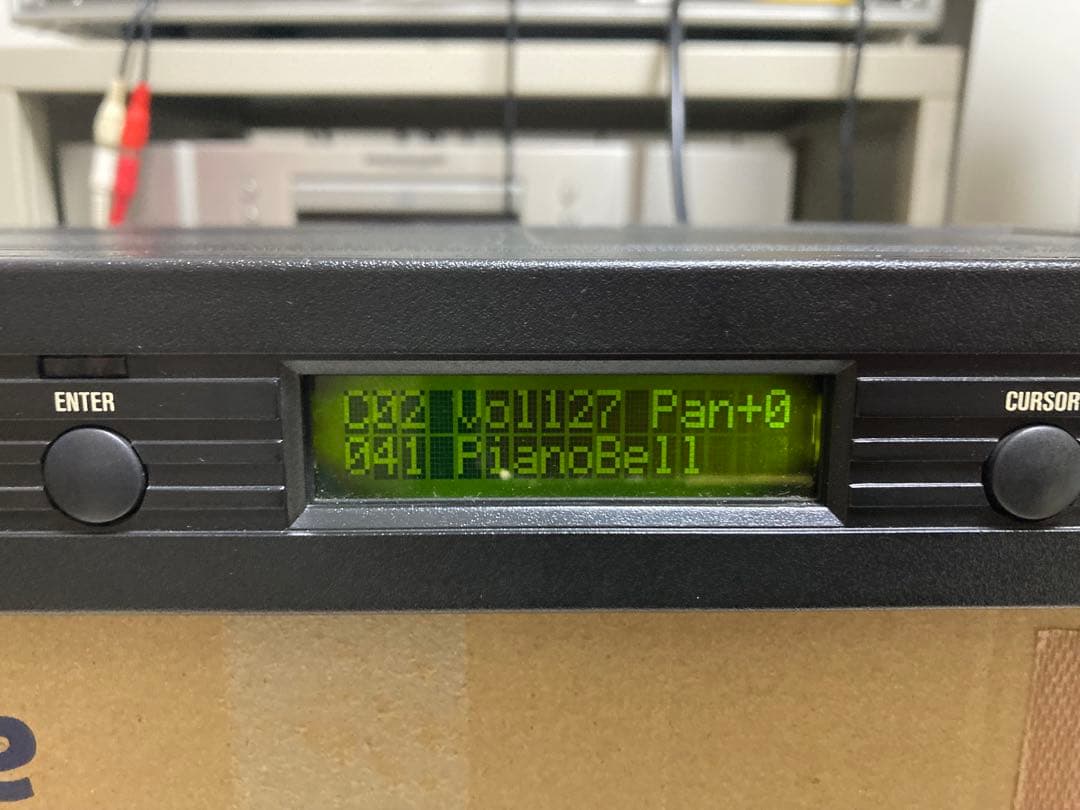 ENTER
CURSOR
C02 Vol127 Pan+0
041 PianoBell
e